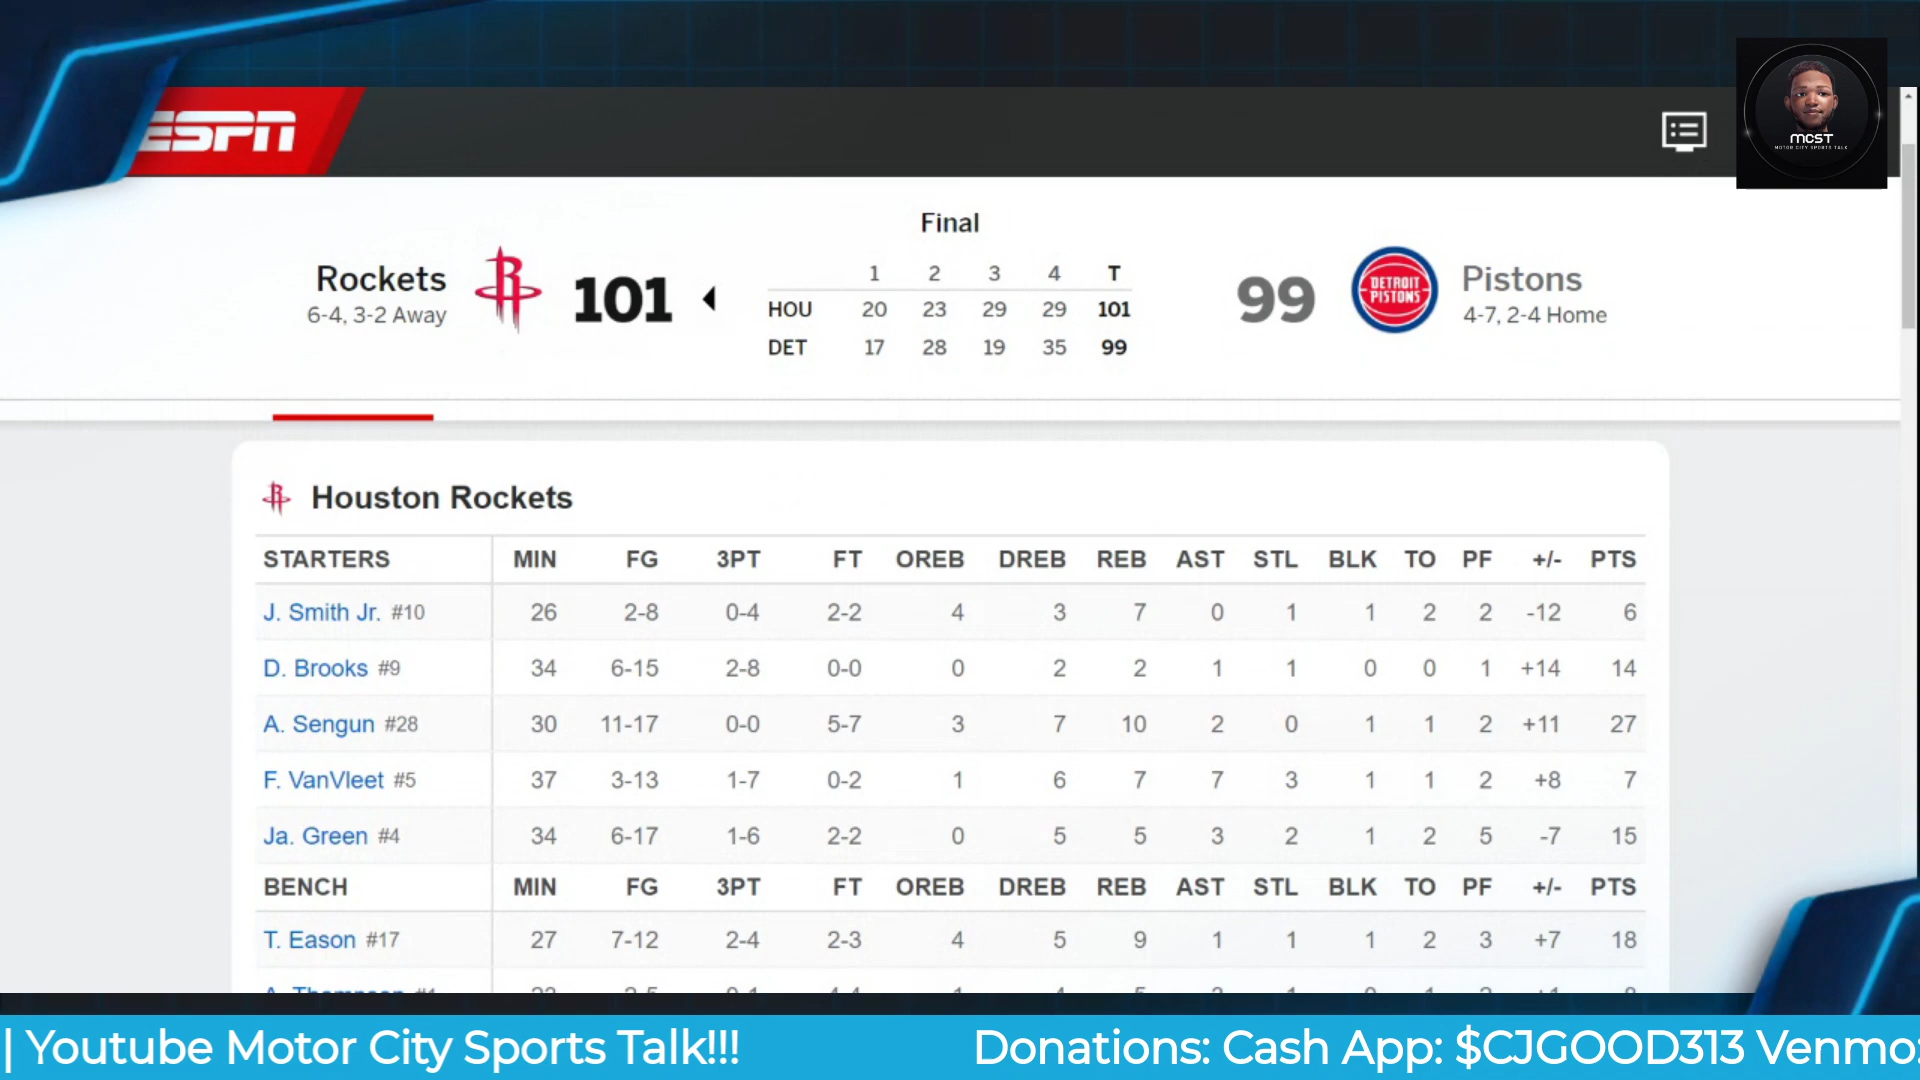 ESPN
MCST
MOTOR CITY SPORTS TALK
Final
Rockets
6-4, 3-2 Away
101
1 2 3 4 T
HOU 20 23 29 29 101
DET 17 28 19 35 99
99
DETROIT
PISTONS
Pistons
4-7, 2-4 Home
Houston Rockets
STARTERS MIN FG 3PT FT OREB DREB REB AST STL BLK TO PF +/- PTS
J. Smith Jr. #10 26 2-8 0-4 2-2 4 3 7 0 1 1 2 2 -12 6
D. Brooks #9 34 6-15 2-8 0-0 0 2 2 1 1 0 0 1 +14 14
A. Sengun #28 30 11-17 0-0 5-7 3 7 10 2 0 1 1 2 +11 27
F. VanVleet #5 37 3-13 1-7 0-2 1 6 7 7 3 1 1 2 +8 7
Ja. Green #4 34 6-17 1-6 2-2 0 5 5 3 2 1 2 5 -7 15
BENCH MIN FG 3PT FT OREB DREB REB AST STL BLK TO PF +/- PTS
T. Eason #17 27 7-12 2-4 2-3 4 5 9 1 1 1 2 3 +7 18
| Youtube Motor City Sports Talk!!! Donations: Cash App: $CJGOOD313 Venmo: